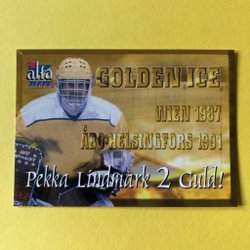 alfa
GOLDEN ICE
WIEN 1987
ÅBO-HELSINGFORS 1991
Pekka Lindmark 2 Guld!